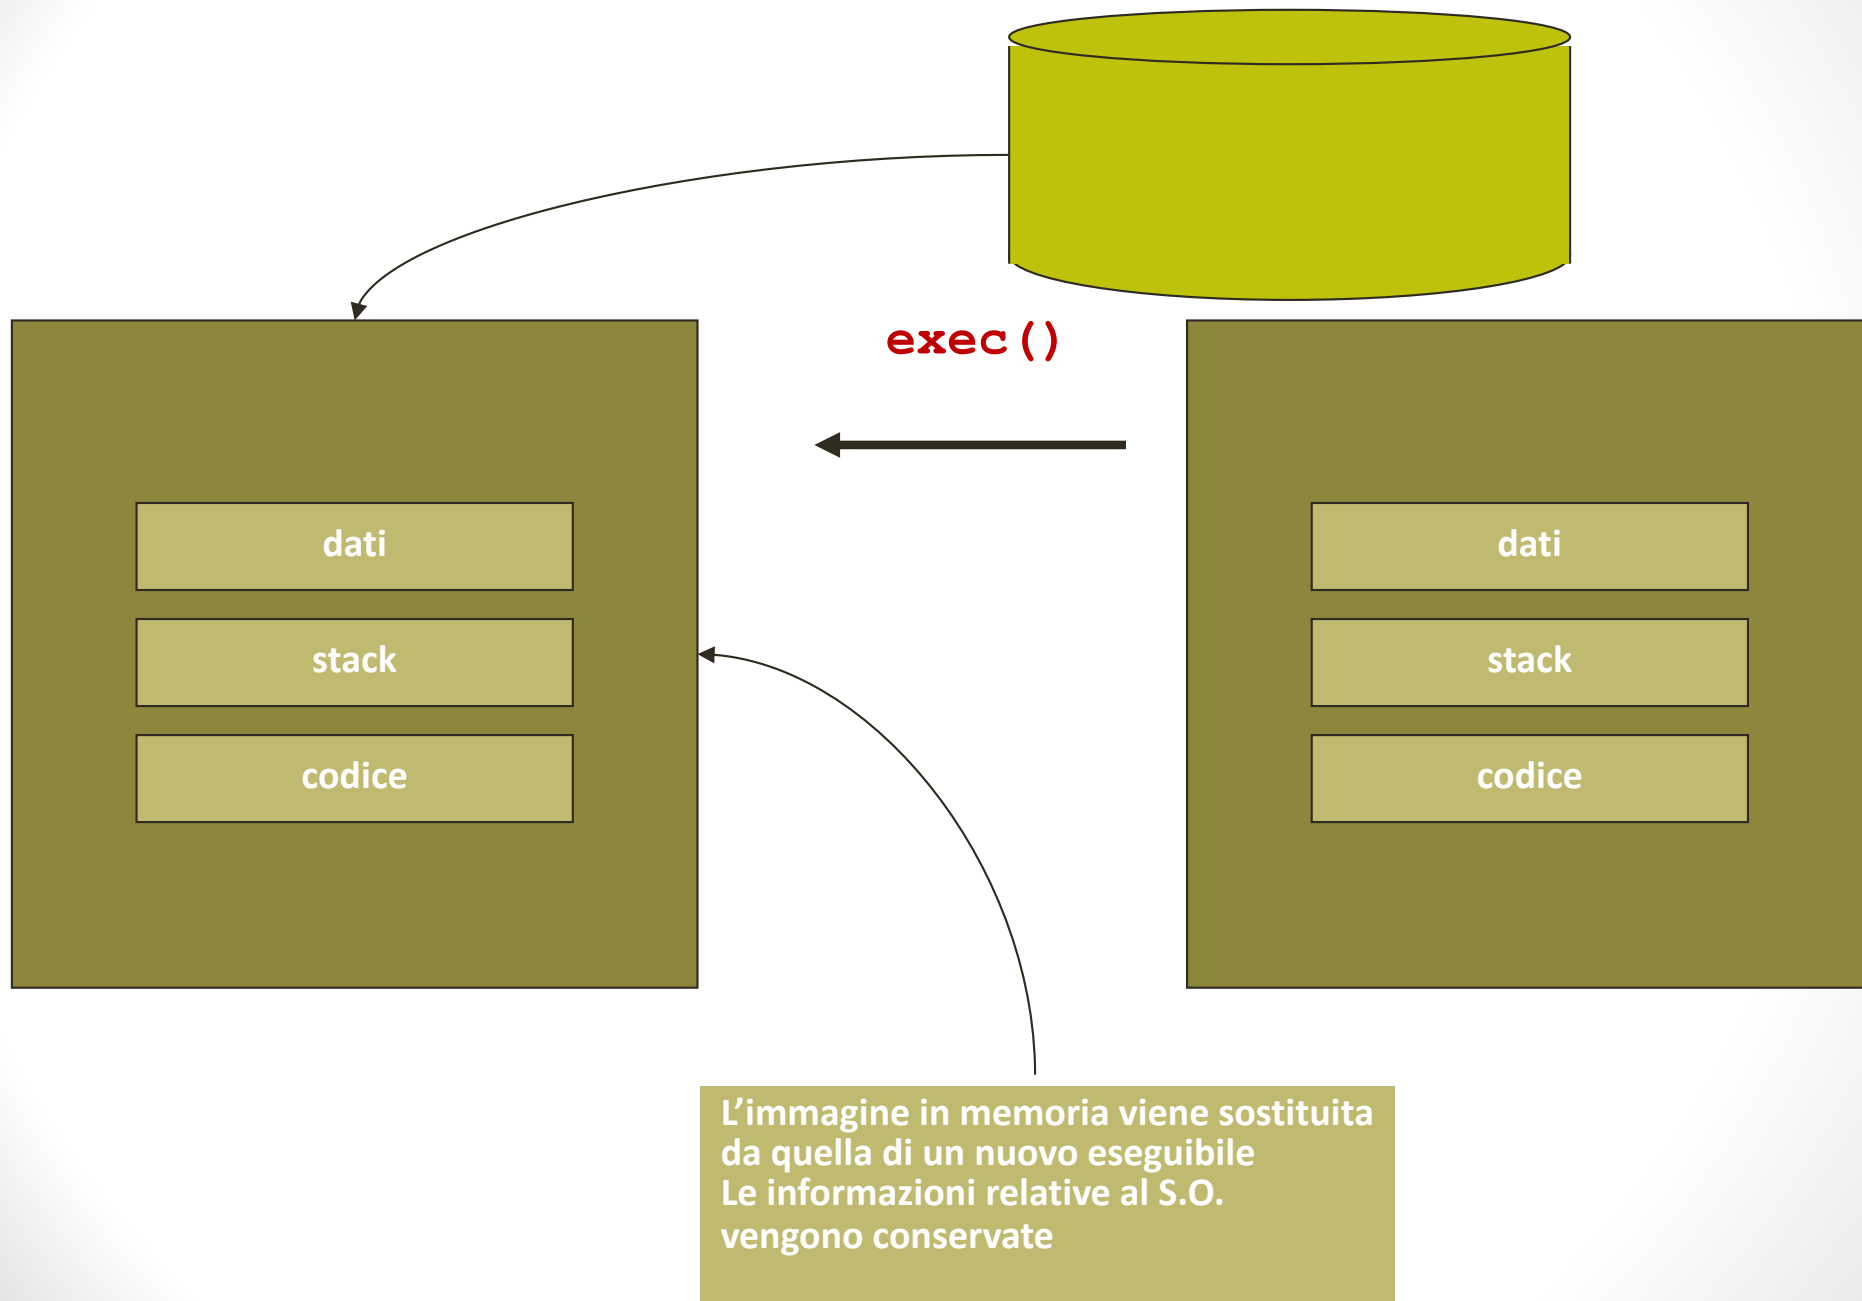 exec()
dati
stack
codice
dati
stack
codice
L’immagine in memoria viene sostituita
da quella di un nuovo eseguibile
Le informazioni relative al S.O.
vengono conservate